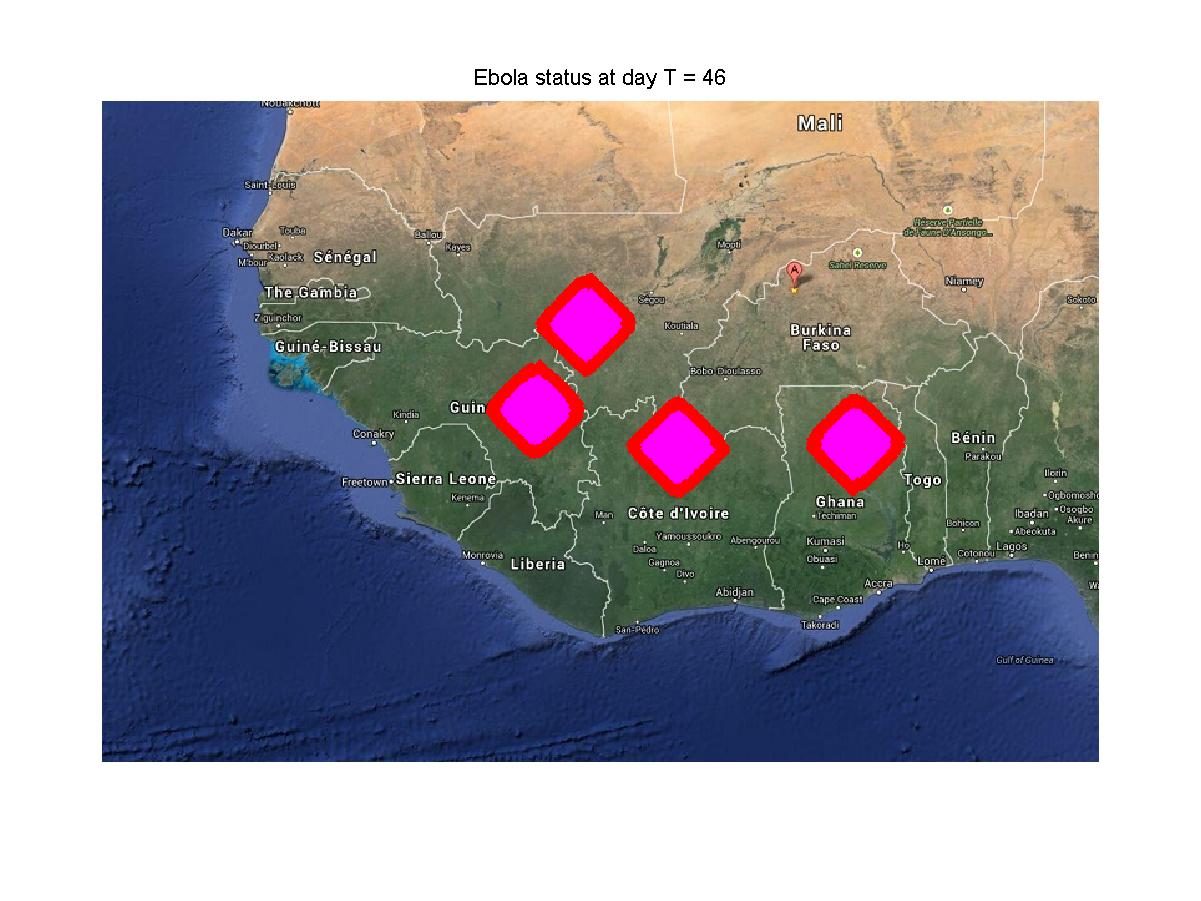 Ebola status at day T = 46
Nouakchott
Mali
Saint-Louis
Réserve Partielle
de Faune D'Ansongo...
Dakar
Touba
Ballou
Diourbel
Kayes
Mopti
M'bour
Kaolack
Sénégal
Sahel Reserve
A
Niamey
The Gambia
Ségou
Sokoto
Ziguinchor
Koutiala
Burkina
Faso
Guiné-Bissau
Bobo-Dioulasso
Guin
Kindia
Conakry
Bénin
Parakou
Freetown
Sierra Leone
Togo
Ilorin
Kenema
Ghana
Ogbomosho
Man
Côte d'Ivoire
Techiman
Ibadan
Osogbo
Akure
Bohicon
Abeokuta
Yamoussoukro
Abengourou
Kumasi
Ho
Lagos
Daloa
Cotonou
Benin
Monrovia
Liberia
Gagnoa
Obuasi
Lomé
Divo
Accra
Wa
Abidjan
Cape Coast
San-Pédro
Takoradi
Gulf of Guinea